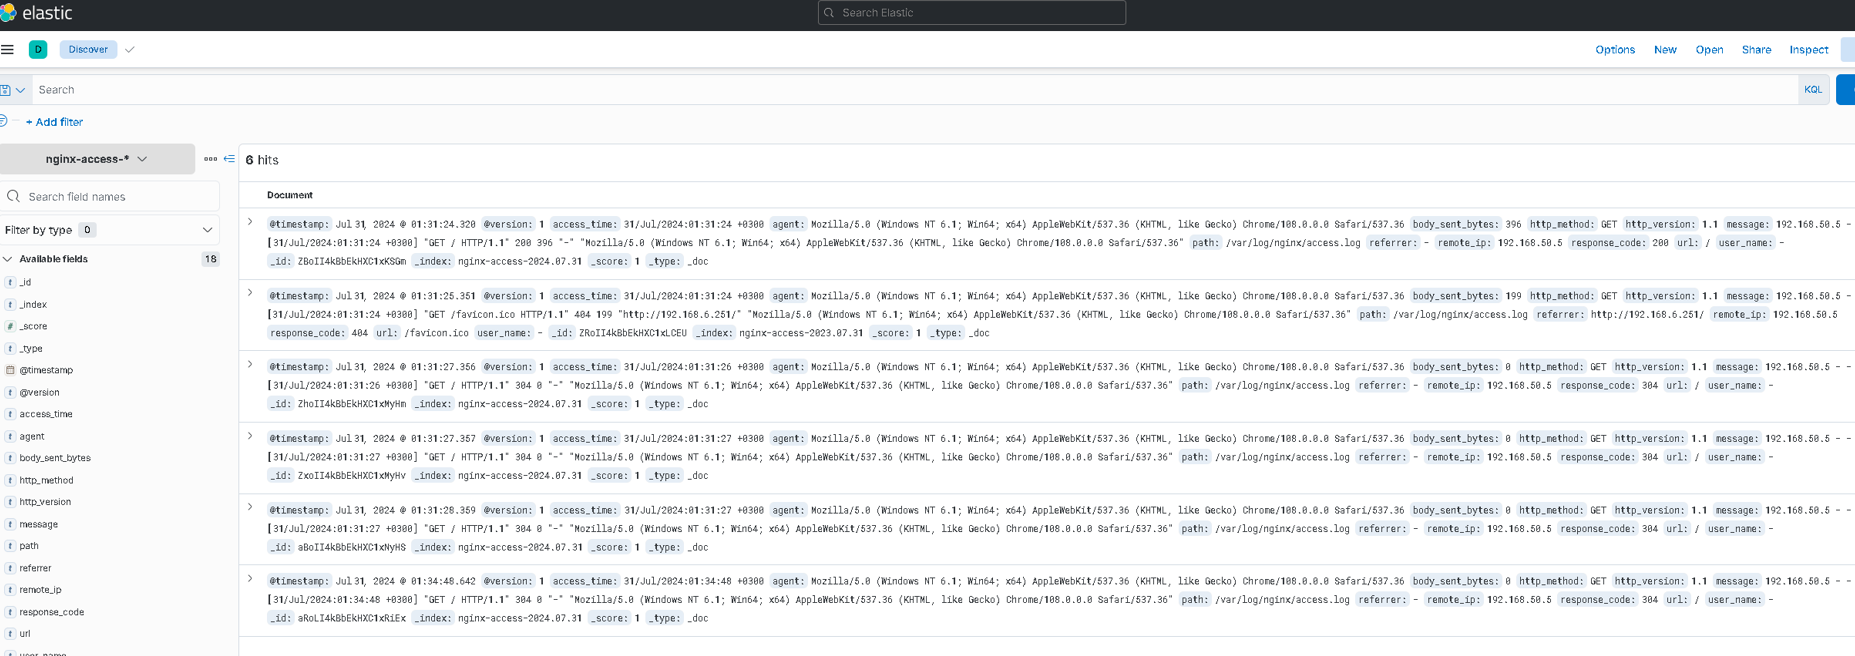 elastic
Search Elastic
D Discover Options New Open Share Inspect
Search KQL
+ Add filter
nginx-access-* 6 hits
Search field names
Document
Filter by type 0
Available fields 18
_id
_index
_score
_type
@timestamp
@version
access_time
agent
body_sent_bytes
http_method
http_version
message
path
referrer
remote_ip
response_code
url
user_name
@timestamp: Jul 31, 2024 @ 01:31:24.320 @version: 1 access_time: 31/Jul/2024:01:31:24 +0300 agent: Mozilla/5.0 (Windows NT 6.1; Win64; x64) AppleWebKit/537.36 (KHTML, like Gecko) Chrome/108.0.0.0 Safari/537.36 body_sent_bytes: 396 http_method: GET http_version: 1.1 message: 192.168.50.5 -
[31/Jul/2024:01:31:24 +0300] "GET / HTTP/1.1" 200 396 "-" "Mozilla/5.0 (Windows NT 6.1; Win64; x64) AppleWebKit/537.36 (KHTML, like Gecko) Chrome/108.0.0.0 Safari/537.36" path: /var/log/nginx/access.log referrer: - remote_ip: 192.168.50.5 response_code: 200 url: / user_name: -
_id: ZBoII4kBbEkHXC1xKSGm _index: nginx-access-2024.07.31 _score: 1 _type: _doc
@timestamp: Jul 31, 2024 @ 01:31:25.351 @version: 1 access_time: 31/Jul/2024:01:31:24 +0300 agent: Mozilla/5.0 (Windows NT 6.1; Win64; x64) AppleWebKit/537.36 (KHTML, like Gecko) Chrome/108.0.0.0 Safari/537.36 body_sent_bytes: 199 http_method: GET http_version: 1.1 message: 192.168.50.5 - -
[31/Jul/2024:01:31:24 +0300] "GET /favicon.ico HTTP/1.1" 404 199 "http://192.168.6.251/" "Mozilla/5.0 (Windows NT 6.1; Win64; x64) AppleWebKit/537.36 (KHTML, like Gecko) Chrome/108.0.0.0 Safari/537.36" path: /var/log/nginx/access.log referrer: http://192.168.6.251/ remote_ip: 192.168.50.5
response_code: 404 url: /favicon.ico user_name: - _id: ZRoII4kBbEkHXC1xLCEU _index: nginx-access-2023.07.31 _score: 1 _type: _doc
@timestamp: Jul 31, 2024 @ 01:31:27.356 @version: 1 access_time: 31/Jul/2024:01:31:26 +0300 agent: Mozilla/5.0 (Windows NT 6.1; Win64; x64) AppleWebKit/537.36 (KHTML, like Gecko) Chrome/108.0.0.0 Safari/537.36 body_sent_bytes: 0 http_method: GET http_version: 1.1 message: 192.168.50.5 - -
[31/Jul/2024:01:31:26 +0300] "GET / HTTP/1.1" 304 0 "-" "Mozilla/5.0 (Windows NT 6.1; Win64; x64) AppleWebKit/537.36 (KHTML, like Gecko) Chrome/108.0.0.0 Safari/537.36" path: /var/log/nginx/access.log referrer: - remote_ip: 192.168.50.5 response_code: 304 url: / user_name: -
_id: ZhoII4kBbEkHXC1xMyHm _index: nginx-access-2024.07.31 _score: 1 _type: _doc
@timestamp: Jul 31, 2024 @ 01:31:27.357 @version: 1 access_time: 31/Jul/2024:01:31:27 +0300 agent: Mozilla/5.0 (Windows NT 6.1; Win64; x64) AppleWebKit/537.36 (KHTML, like Gecko) Chrome/108.0.0.0 Safari/537.36 body_sent_bytes: 0 http_method: GET http_version: 1.1 message: 192.168.50.5 - -
[31/Jul/2024:01:31:27 +0300] "GET / HTTP/1.1" 304 0 "-" "Mozilla/5.0 (Windows NT 6.1; Win64; x64) AppleWebKit/537.36 (KHTML, like Gecko) Chrome/108.0.0.0 Safari/537.36" path: /var/log/nginx/access.log referrer: - remote_ip: 192.168.50.5 response_code: 304 url: / user_name: -
_id: ZxoII4kBbEkHXC1xMyHv _index: nginx-access-2024.07.31 _score: 1 _type: _doc
@timestamp: Jul 31, 2024 @ 01:31:28.359 @version: 1 access_time: 31/Jul/2024:01:31:27 +0300 agent: Mozilla/5.0 (Windows NT 6.1; Win64; x64) AppleWebKit/537.36 (KHTML, like Gecko) Chrome/108.0.0.0 Safari/537.36 body_sent_bytes: 0 http_method: GET http_version: 1.1 message: 192.168.50.5 - -
[31/Jul/2024:01:31:27 +0300] "GET / HTTP/1.1" 304 0 "-" "Mozilla/5.0 (Windows NT 6.1; Win64; x64) AppleWebKit/537.36 (KHTML, like Gecko) Chrome/108.0.0.0 Safari/537.36" path: /var/log/nginx/access.log referrer: - remote_ip: 192.168.50.5 response_code: 304 url: / user_name: -
_id: aBoII4kBbEkHXC1xNyHS _index: nginx-access-2024.07.31 _score: 1 _type: _doc
@timestamp: Jul 31, 2024 @ 01:34:48.642 @version: 1 access_time: 31/Jul/2024:01:34:48 +0300 agent: Mozilla/5.0 (Windows NT 6.1; Win64; x64) AppleWebKit/537.36 (KHTML, like Gecko) Chrome/108.0.0.0 Safari/537.36 body_sent_bytes: 0 http_method: GET http_version: 1.1 message: 192.168.50.5 - -
[31/Jul/2024:01:34:48 +0300] "GET / HTTP/1.1" 304 0 "-" "Mozilla/5.0 (Windows NT 6.1; Win64; x64) AppleWebKit/537.36 (KHTML, like Gecko) Chrome/108.0.0.0 Safari/537.36" path: /var/log/nginx/access.log referrer: - remote_ip: 192.168.50.5 response_code: 304 url: / user_name: -
_id: aRoLI4kBbEkHXC1xRiEx _index: nginx-access-2024.07.31 _score: 1 _type: _doc